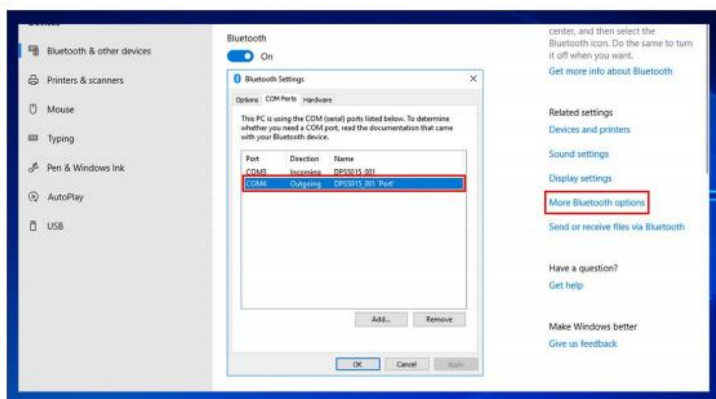 Bluetooth & other devices
Printers & scanners
Mouse
Typing
Pen & Windows Ink
AutoPlay
USB
Bluetooth
On
Bluetooth Settings
Options COM Ports Hardware
This PC is using the COM (serial) ports listed below. To determine
whether you need a COM port, read the documentation that came
with your Bluetooth device.
Port Direction Name
COM3 Incoming DPS5015_001
COM4 Outgoing DPS5015_001 'Port'
Add... Remove
OK Cancel Apply
center, and then select the
Bluetooth icon. Do the same to turn
it off when you want.
Get more info about Bluetooth
Related settings
Devices and printers
Sound settings
Display settings
More Bluetooth options
Send or receive files via Bluetooth
Have a question?
Get help
Make Windows better
Give us feedback